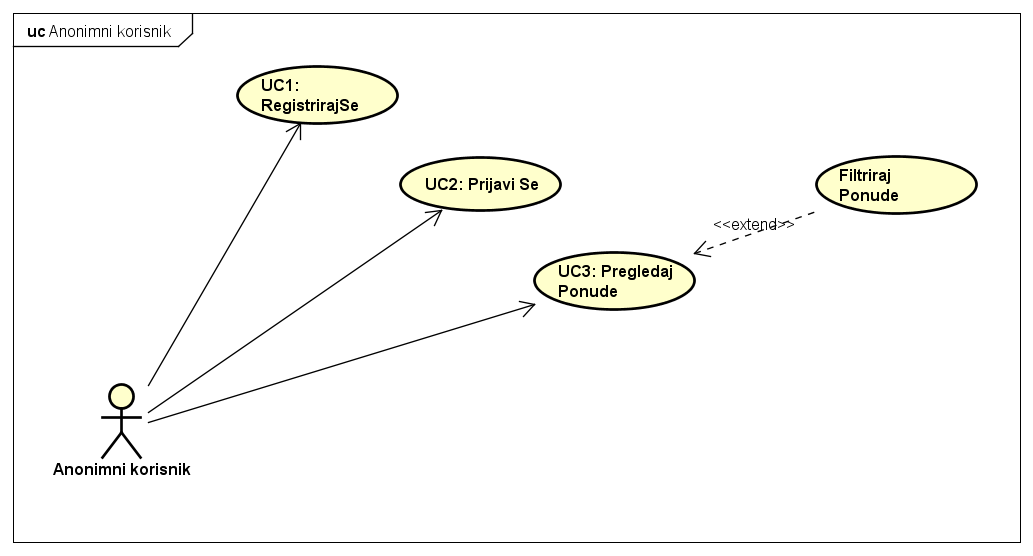 uc Anonimni korisnik
UC1:
RegistrirajSe
UC2: Prijavi Se
Filtriraj
Ponude
<<extend>>
UC3: Pregledaj
Ponude
Anonimni korisnik